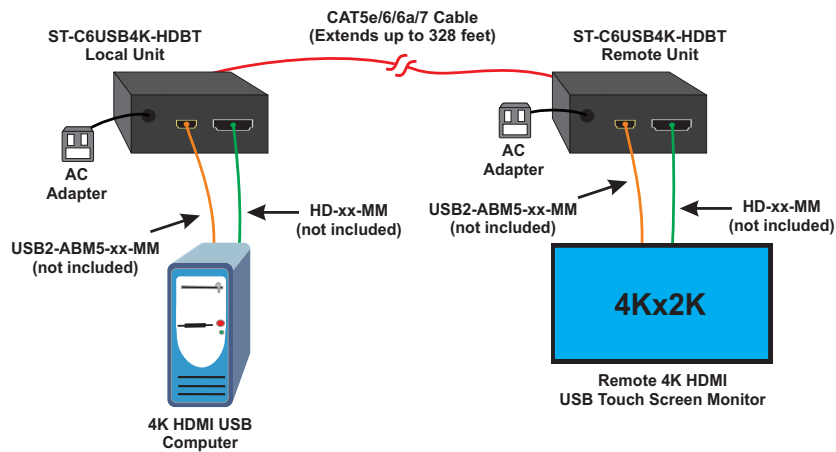 CAT5e/6/6a/7 Cable
(Extends up to 328 feet)
ST-C6USB4K-HDBT
Local Unit
ST-C6USB4K-HDBT
Remote Unit
AC
Adapter
AC
Adapter
USB2-ABM5-xx-MM
(not included)
HD-xx-MM
(not included)
USB2-ABM5-xx-MM
(not included)
HD-xx-MM
(not included)
4Kx2K
4K HDMI USB
Computer
Remote 4K HDMI
USB Touch Screen Monitor